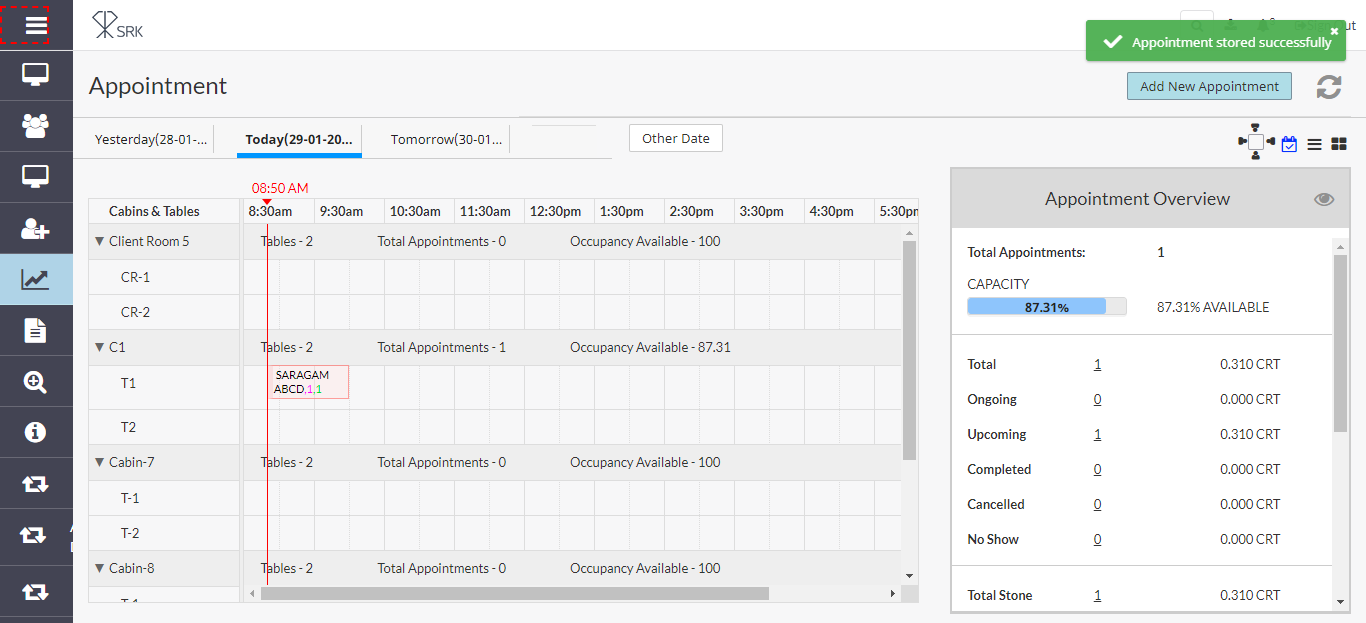 SRK
Appointment stored successfully
Appointment
Add New Appointment
Yesterday(28-01-...
Today(29-01-20...
Tomorrow(30-01...
Other Date
08:50 AM
Cabins & Tables
8:30am 9:30am 10:30am 11:30am 12:30pm 1:30pm 2:30pm 3:30pm 4:30pm 5:30pm
Client Room 5 Tables - 2 Total Appointments - 0 Occupancy Available - 100
CR-1
CR-2
C1 Tables - 2 Total Appointments - 1 Occupancy Available - 87.31
T1
SARAGAM
ABCD,1,1
T2
Cabin-7 Tables - 2 Total Appointments - 0 Occupancy Available - 100
T-1
T-2
Cabin-8 Tables - 2 Total Appointments - 0 Occupancy Available - 100
T-1
Appointment Overview
Total Appointments: 1
CAPACITY
87.31% 87.31% AVAILABLE
Total 1 0.310 CRT
Ongoing 0 0.000 CRT
Upcoming 1 0.310 CRT
Completed 0 0.000 CRT
Cancelled 0 0.000 CRT
No Show 0 0.000 CRT
Total Stone 1 0.310 CRT